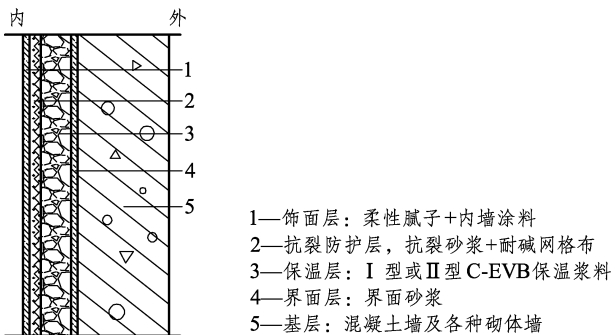 内 外
1
2
3
4
5
1—饰面层：柔性腻子+内墙涂料
2—抗裂防护层，抗裂砂浆+耐碱网格布
3—保温层：Ⅰ型或Ⅱ型C-EVB保温浆料
4—界面层：界面砂浆
5—基层：混凝土墙及各种砌体墙